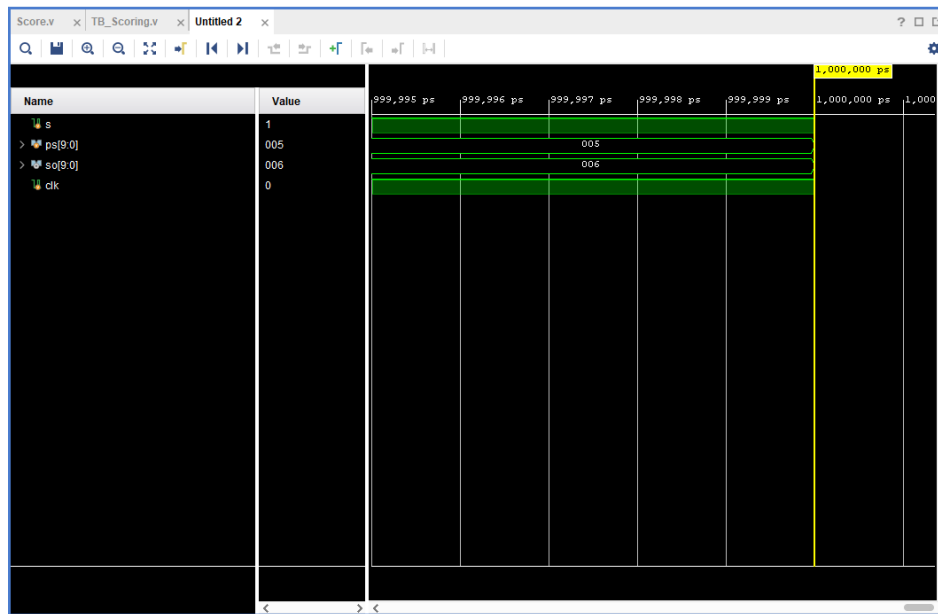 Score.v × TB_Scoring.v × Untitled 2 × ?
1,000,000 ps
Name Value 999,995 ps 999,996 ps 999,997 ps 999,998 ps 999,999 ps 1,000,000 ps 1,000
s 1
> ps[9:0] 005 005
> so[9:0] 006 006
clk 0